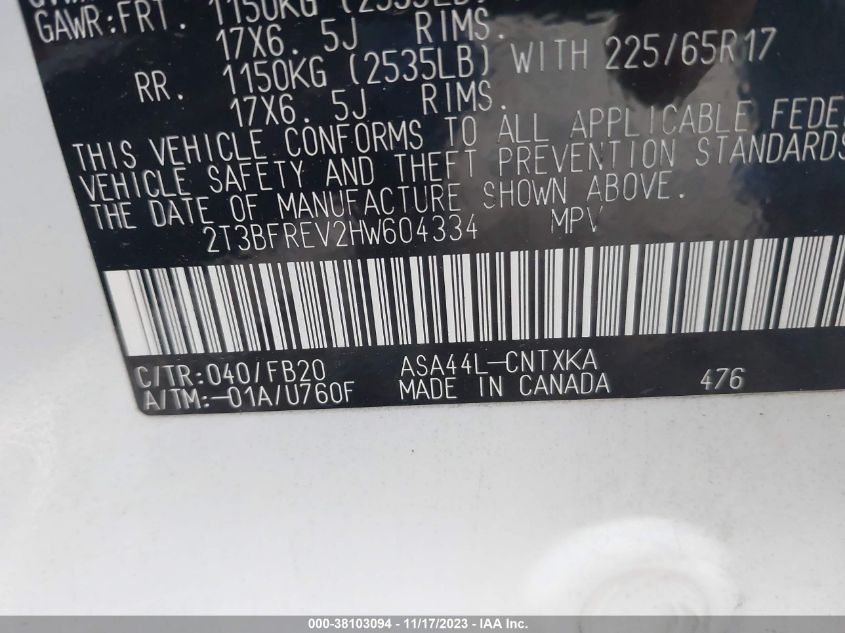 GAWR:FRT. 1150KG (2535LB)
17X6. 5J RIMS.
RR. 1150KG (2535LB) WITH 225/65R17
17X6. 5J RIMS.
THIS VEHICLE CONFORMS TO ALL APPLICABLE FEDE
VEHICLE SAFETY AND THEFT PREVENTION STANDARDS
THE DATE OF MANUFACTURE SHOWN ABOVE.
2T3BFREV2HW604334 MPV
C/TR:040/FB20 ASA44L-CNTXKA
A/TM:-01A/U760F MADE IN CANADA 476
000-38103094 - 11/17/2023 - IAA Inc.